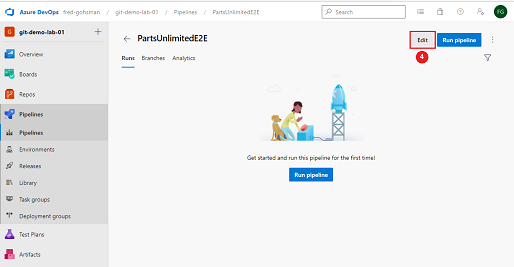 Azure DevOps
fred-gohsman / git-demo-lab-01 / Pipelines / PartsUnlimitedE2E
Search
FG
G git-demo-lab-01 +
Overview
Boards
Repos
Pipelines
Pipelines
Environments
Releases
Library
Task groups
Deployment groups
Test Plans
Artifacts
← PartsUnlimitedE2E
Edit
Run pipeline
4
Runs Branches Analytics
Get started and run this pipeline for the first time!
Run pipeline